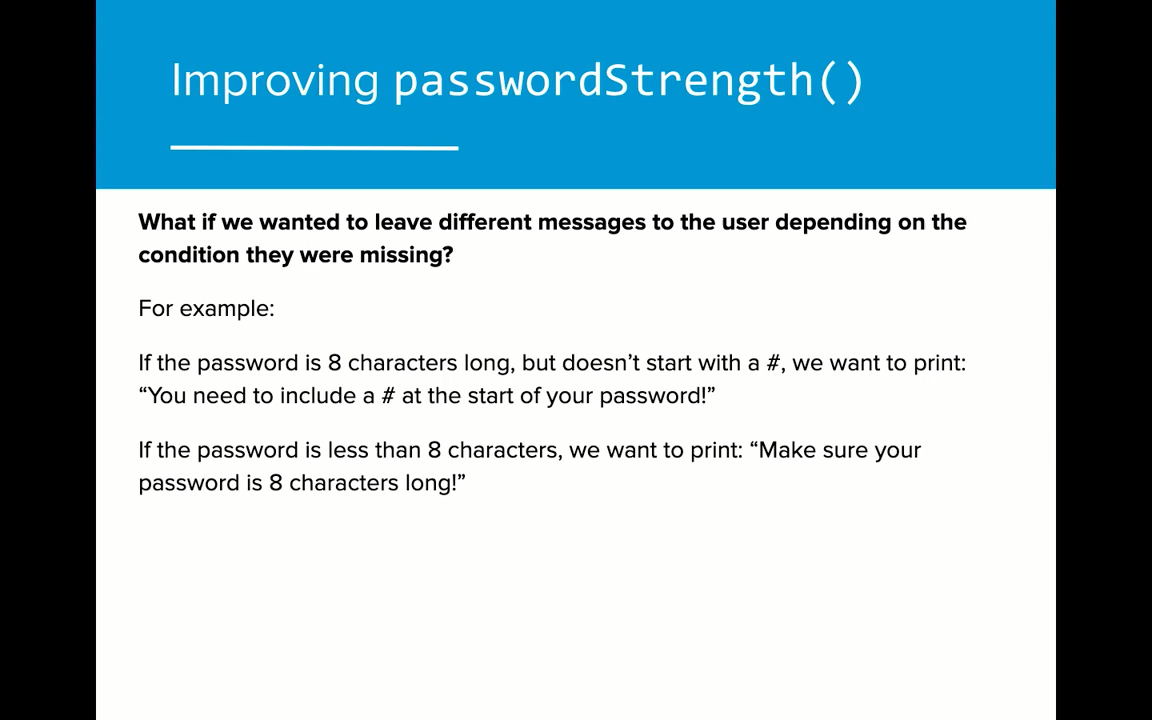 Improving passwordStrength()
What if we wanted to leave different messages to the user depending on the
condition they were missing?
For example:
If the password is 8 characters long, but doesn’t start with a #, we want to print:
“You need to include a # at the start of your password!”
If the password is less than 8 characters, we want to print: “Make sure your
password is 8 characters long!”